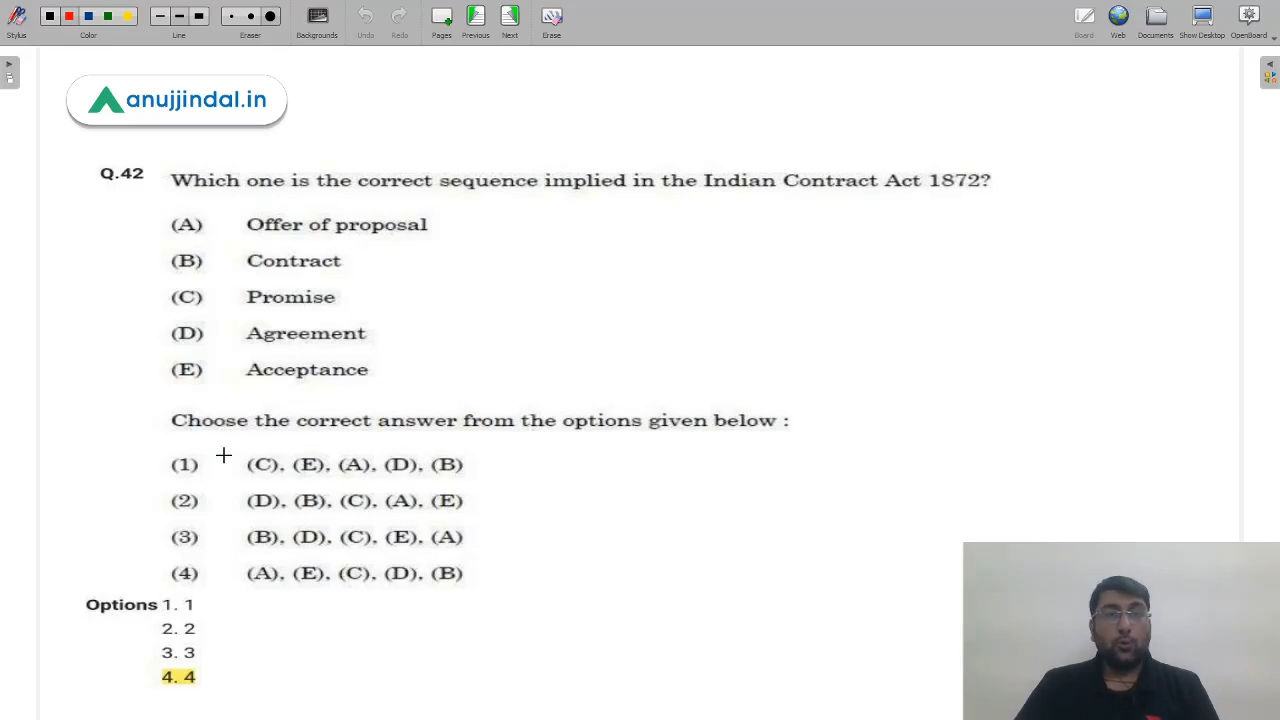 Stylus
Color
Line
Eraser
Backgrounds
Undo
Redo
Pages
Previous
Next
Erase
Board
Web
Documents
Show Desktop
OpenBoard
anujjindal.in
Q.42 Which one is the correct sequence implied in the Indian Contract Act 1872?
(A) Offer of proposal
(B) Contract
(C) Promise
(D) Agreement
(E) Acceptance
Choose the correct answer from the options given below :
(1) (C), (E), (A), (D), (B)
(2) (D), (B), (C), (A), (E)
(3) (B), (D), (C), (E), (A)
(4) (A), (E), (C), (D), (B)
Options 1. 1
2. 2
3. 3
4. 4